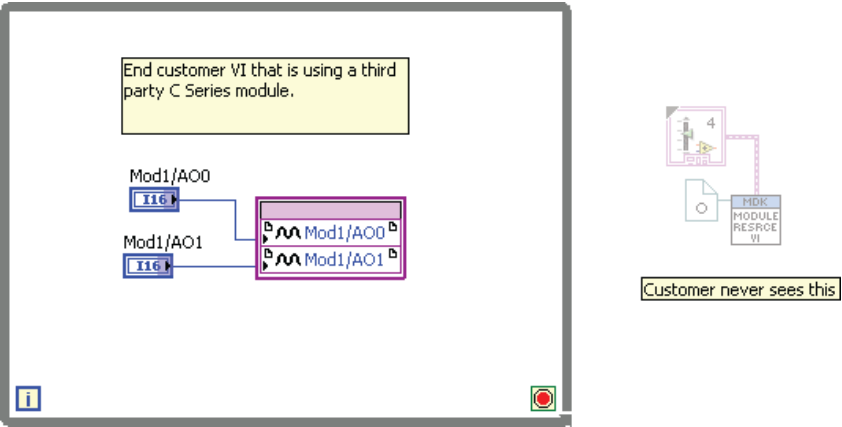 End customer VI that is using a third
party C Series module.
Mod1/AO0
I16
Mod1/AO0
Mod1/AO1
I16
Mod1/AO1
i
4
MDK
MODULE
RESRCE
VI
Customer never sees this